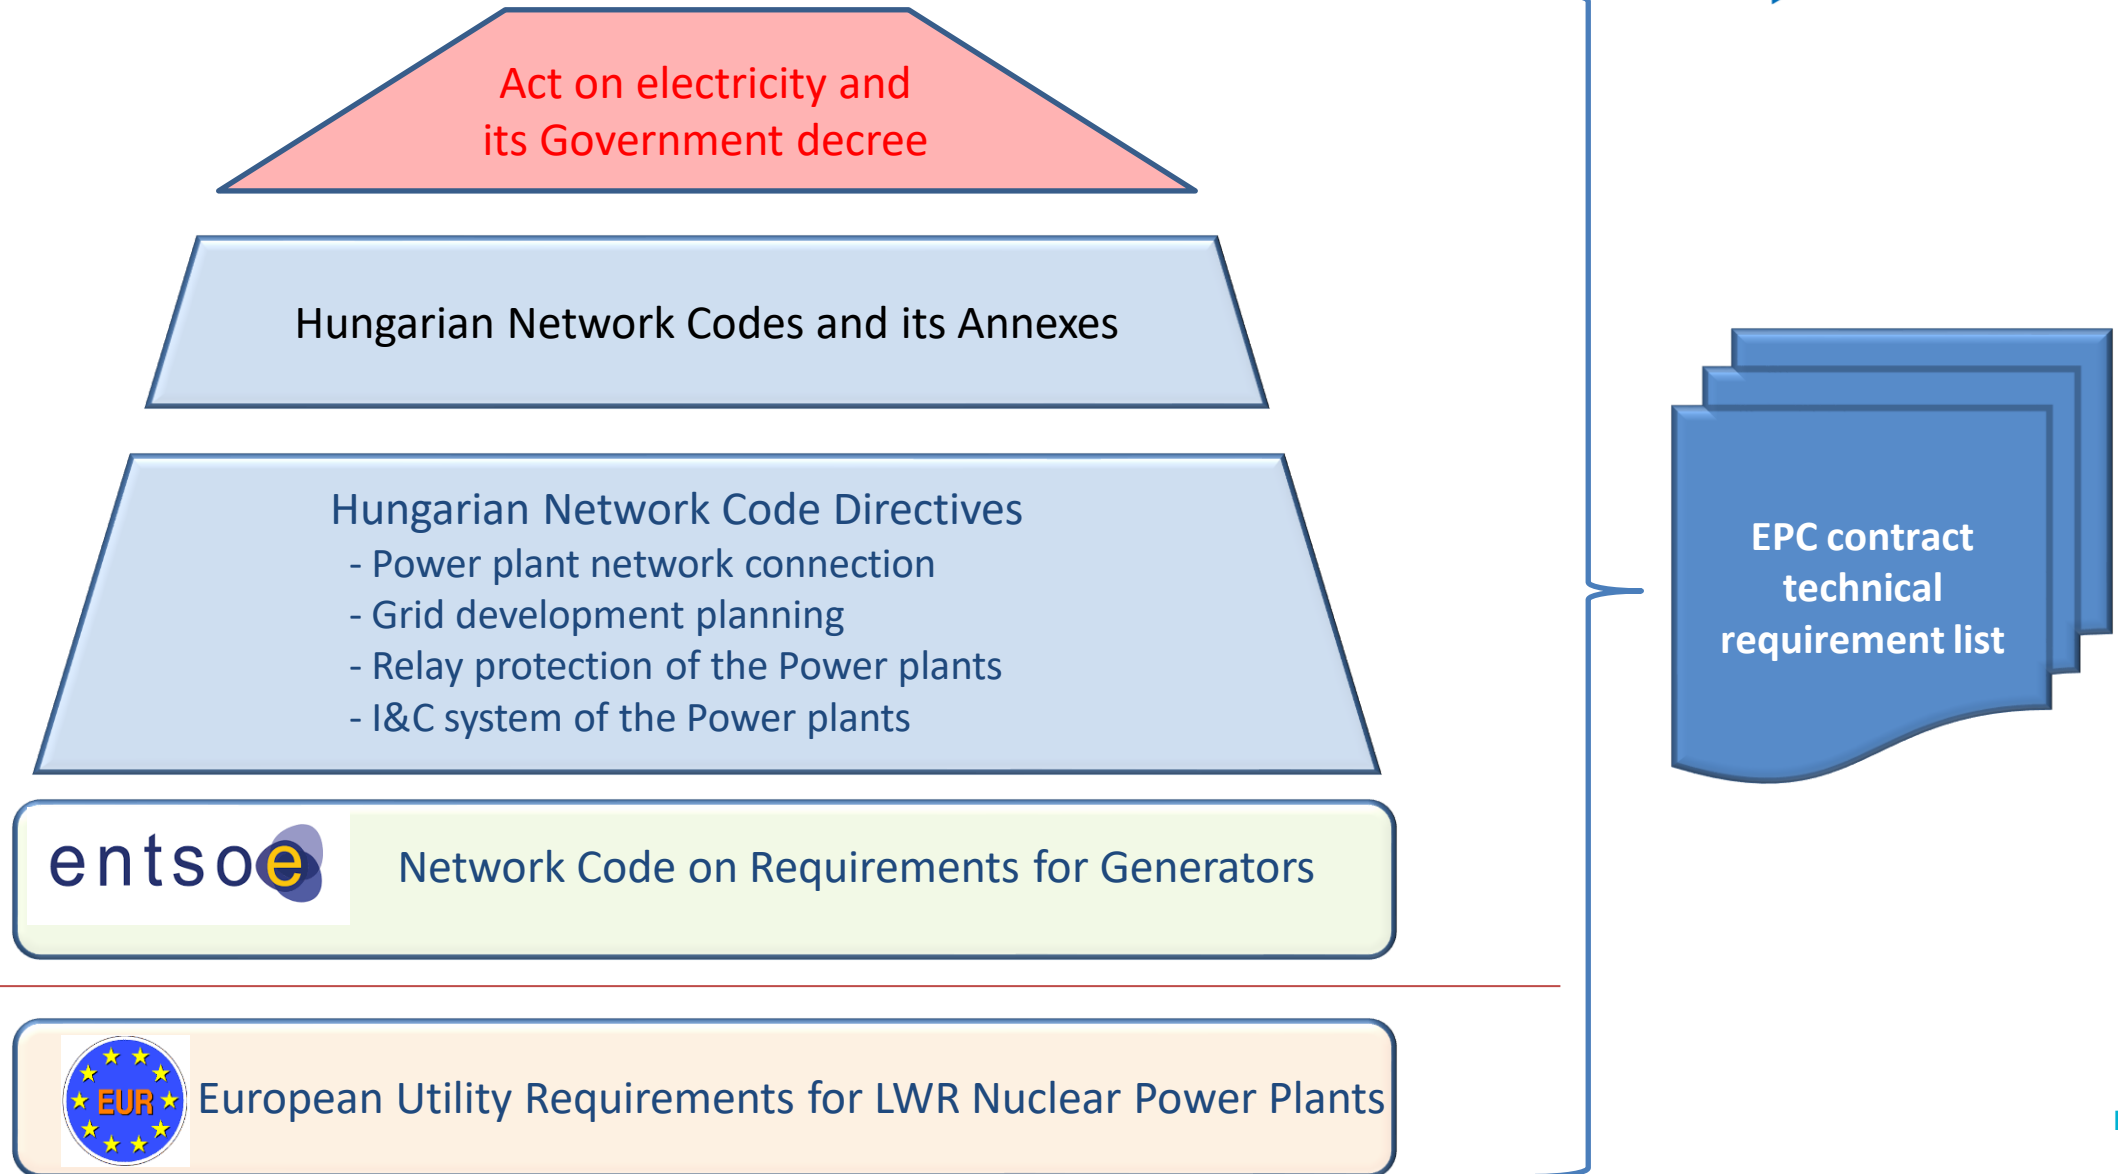 Act on electricity and
its Government decree
Hungarian Network Codes and its Annexes
Hungarian Network Code Directives
- Power plant network connection
- Grid development planning
- Relay protection of the Power plants
- I&C system of the Power plants
entsoe
Network Code on Requirements for Generators
EUR
European Utility Requirements for LWR Nuclear Power Plants
EPC contract
technical
requirement list